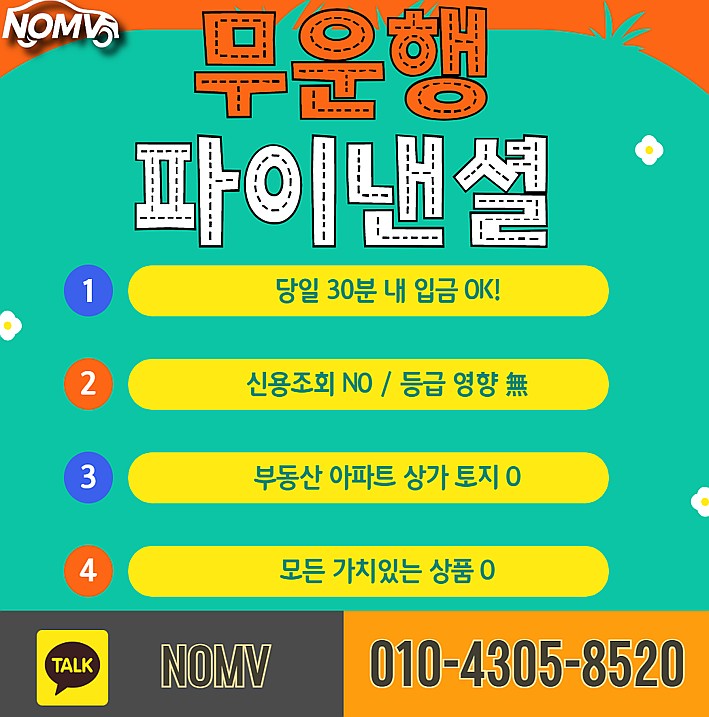 NOMV
무운행
파이낸셜
1 당일 30분 내 입금 OK!
2 신용조회 NO / 등급 영향 無
3 부동산 아파트 상가 토지 O
4 모든 가치있는 상품 O
TALK NOMV 010-4305-8520